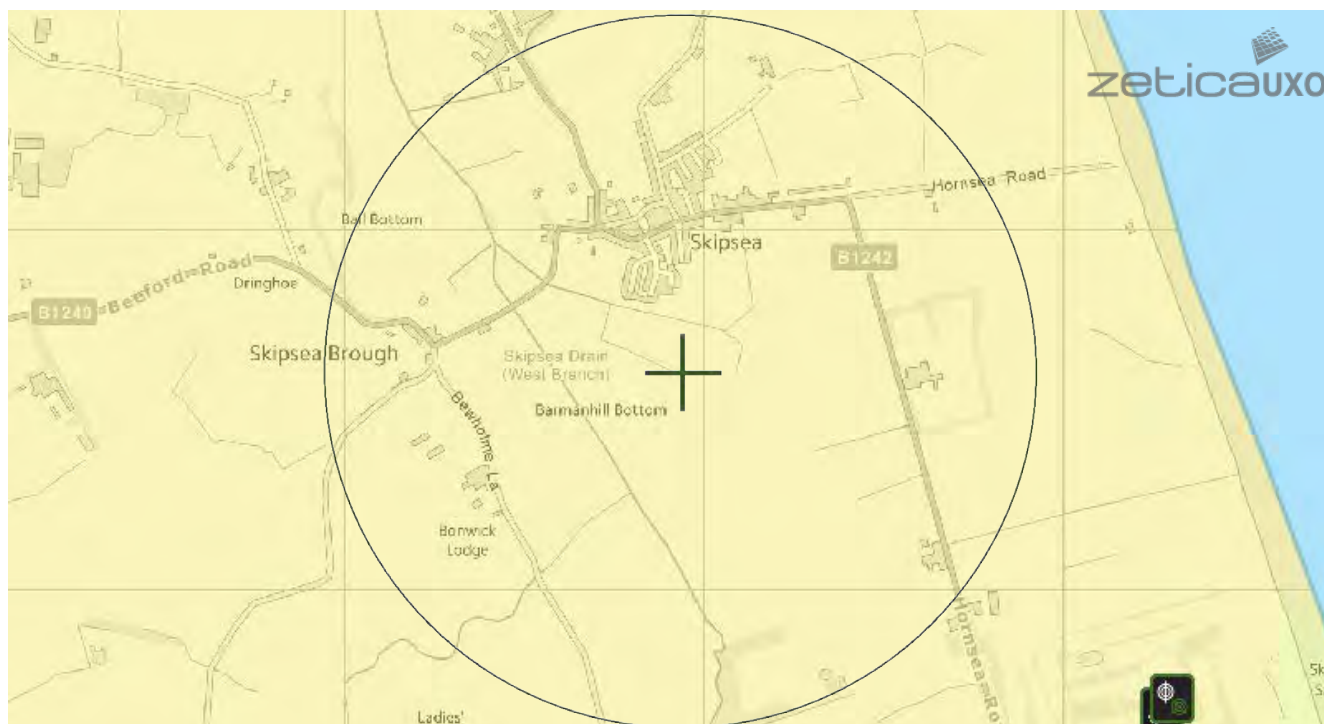 zeticauxo
Hornsea Road
Ball Bottom
Skipsea
B1242
Dringhoe
Beeford Road
B1249
Skipsea Brough
Skipsea Drain
(West Branch)
Barmanhill Bottom
Bewholme La
Bonwick
Lodge
Hornsea Ro
Ladies'
Sk
S